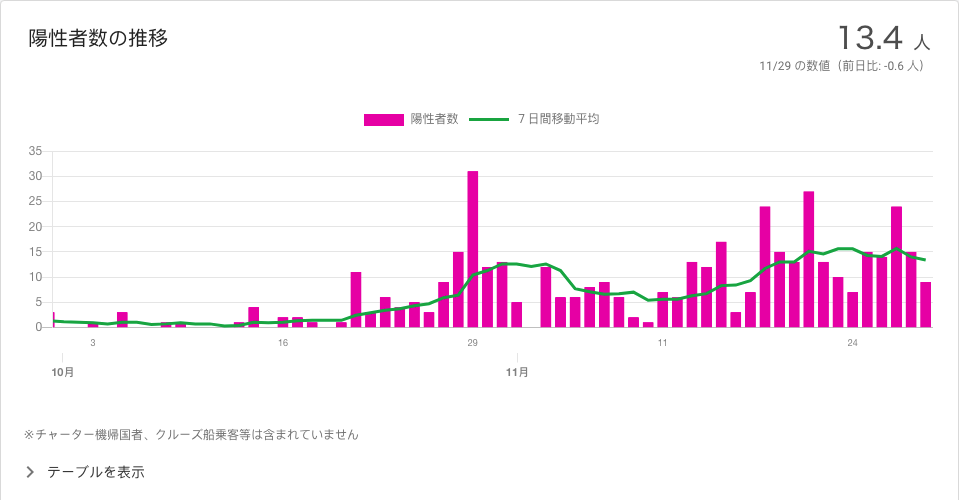 陽性者数の推移
13.4 人
11/29 の数値（前日比: -0.6 人）
陽性者数 7 日間移動平均
35
30
25
20
15
10
5
0
3 16 29 11 24
10月 11月
※チャーター機帰国者、クルーズ船乗客等は含まれていません
テーブルを表示